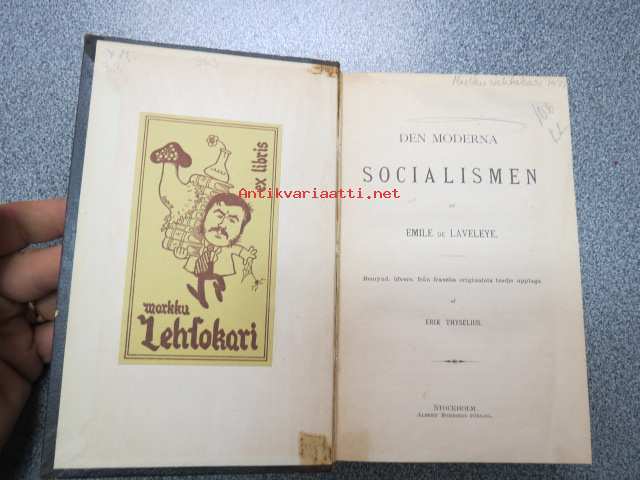 ex libris
markku
Lehtokari
Antikvariaatti.net
DEN MODERNA
SOCIALISMEN
AF
EMILE DE LAVELEYE.
Bemynd. öfvers. från franska originalets tredje upplaga
af
ERIK THYSELIUS.
STOCKHOLM.
ALBERT BONNIERS FÖRLAG.